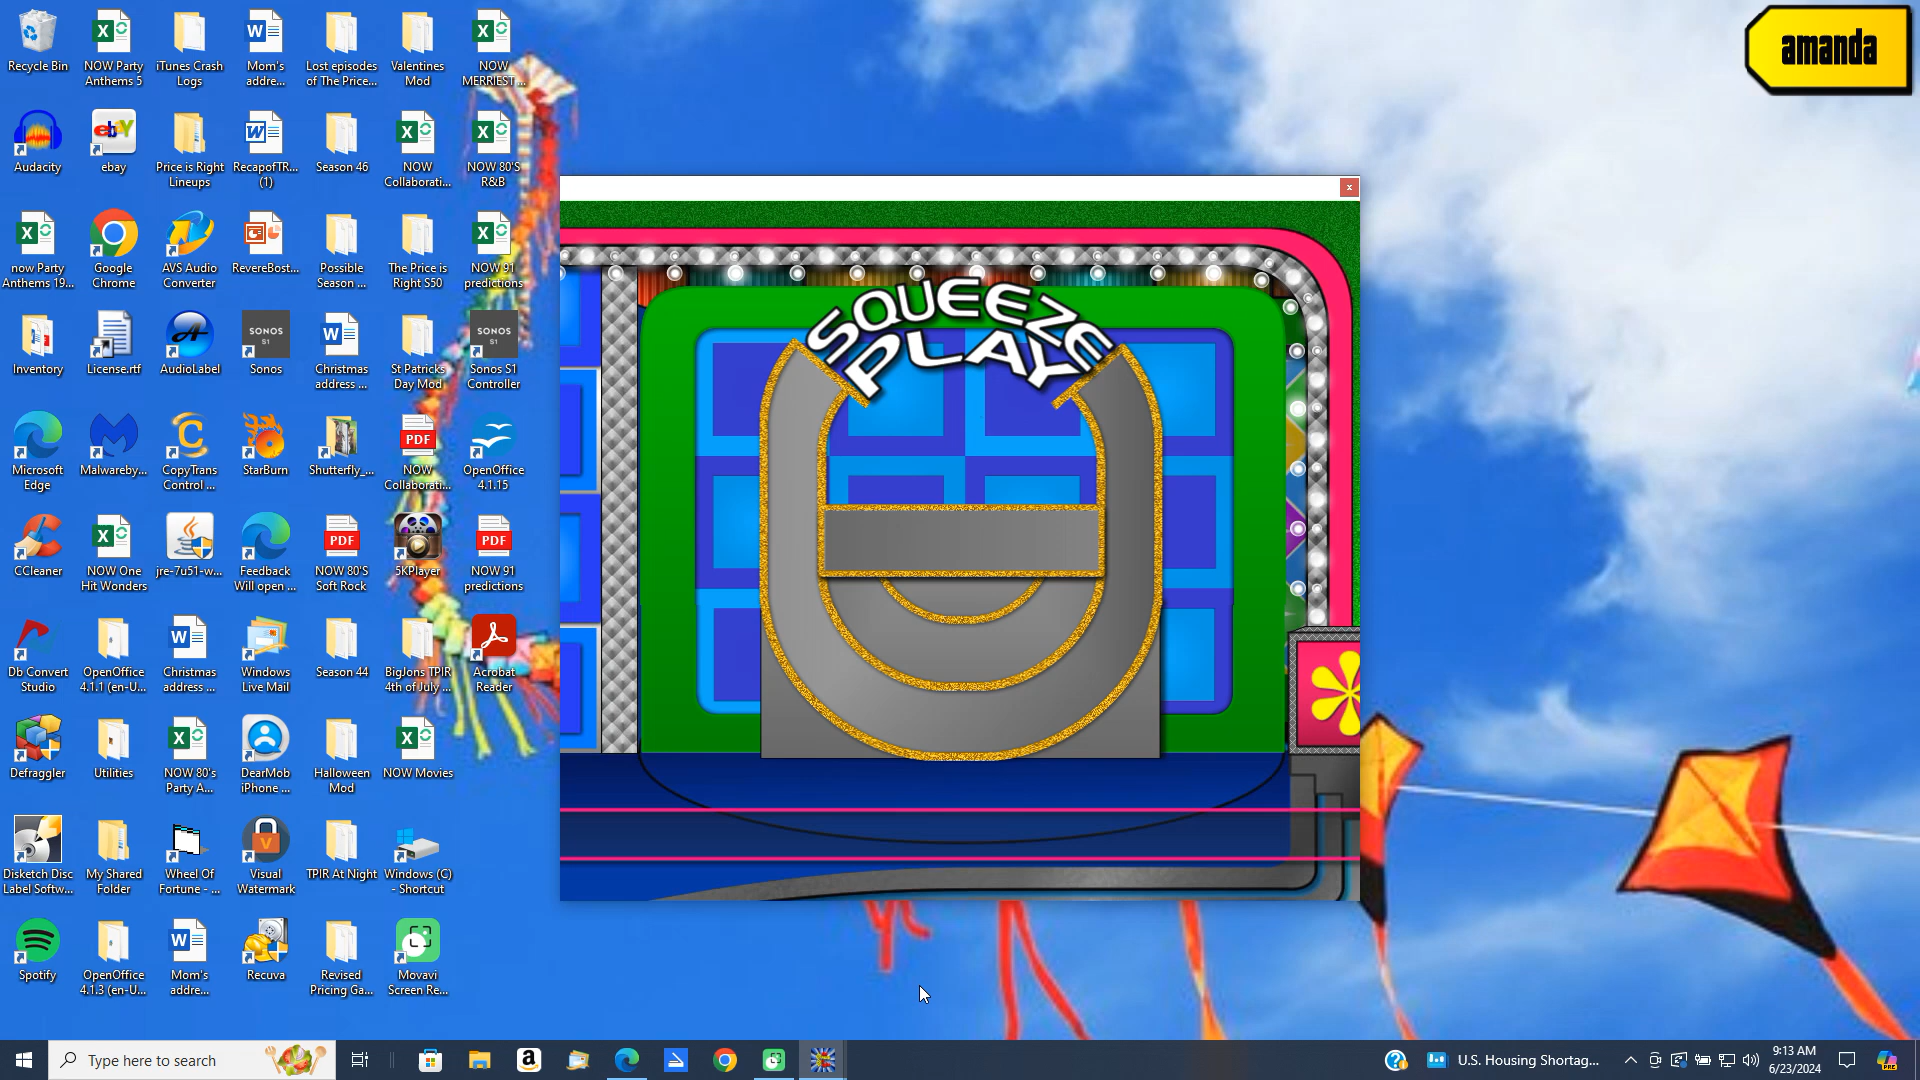 Recycle Bin
NOW Party
Anthems 5
iTunes Crash
Logs
Mom's
addre...
Lost episodes
of The Price...
Valentines
Mod
NOW
MERRIEST ...
amanda
Audacity
ebay
Price is Right
Lineups
RecapofTR...
(1)
Season 46
NOW
Collaborati...
NOW 80'S
R&B
now Party
Anthems 19...
Google
Chrome
AVS Audio
Converter
RevereBost...
Possible
Season ...
The Price is
Right S50
NOW 91
predictions
SQUEEZE
PLAY
Inventory
License.rtf
AudioLabel
SONOS
S1
Sonos
Christmas
address ...
St Patricks
Day Mod
SONOS
S1
Sonos S1
Controller
Microsoft
Edge
Malwareby...
CopyTrans
Control ...
StarBurn
Shutterfly_...
PDF
NOW
Collaborati...
OpenOffice
4.1.15
CCleaner
NOW One
Hit Wonders
jre-7u51-w...
Feedback
Will open ...
PDF
NOW 80'S
Soft Rock
5KPlayer
PDF
NOW 91
predictions
Db Convert
Studio
OpenOffice
4.1.1 (en-U...
Christmas
address ...
Windows
Live Mail
Season 44
BigJons TPIR
4th of July ...
Acrobat
Reader
Defraggler
Utilities
NOW 80's
Party A...
DearMob
iPhone ...
Halloween
Mod
NOW Movies
Disketch Disc
Label Softw...
My Shared
Folder
Wheel Of
Fortune - ...
Visual
Watermark
TPIR At Night
Windows (C)
- Shortcut
Spotify
OpenOffice
4.1.3 (en-U...
Mom's
addre...
Recuva
Revised
Pricing Ga...
Movavi
Screen Re...
Type here to search
U.S. Housing Shortag...
9:13 AM
6/23/2024